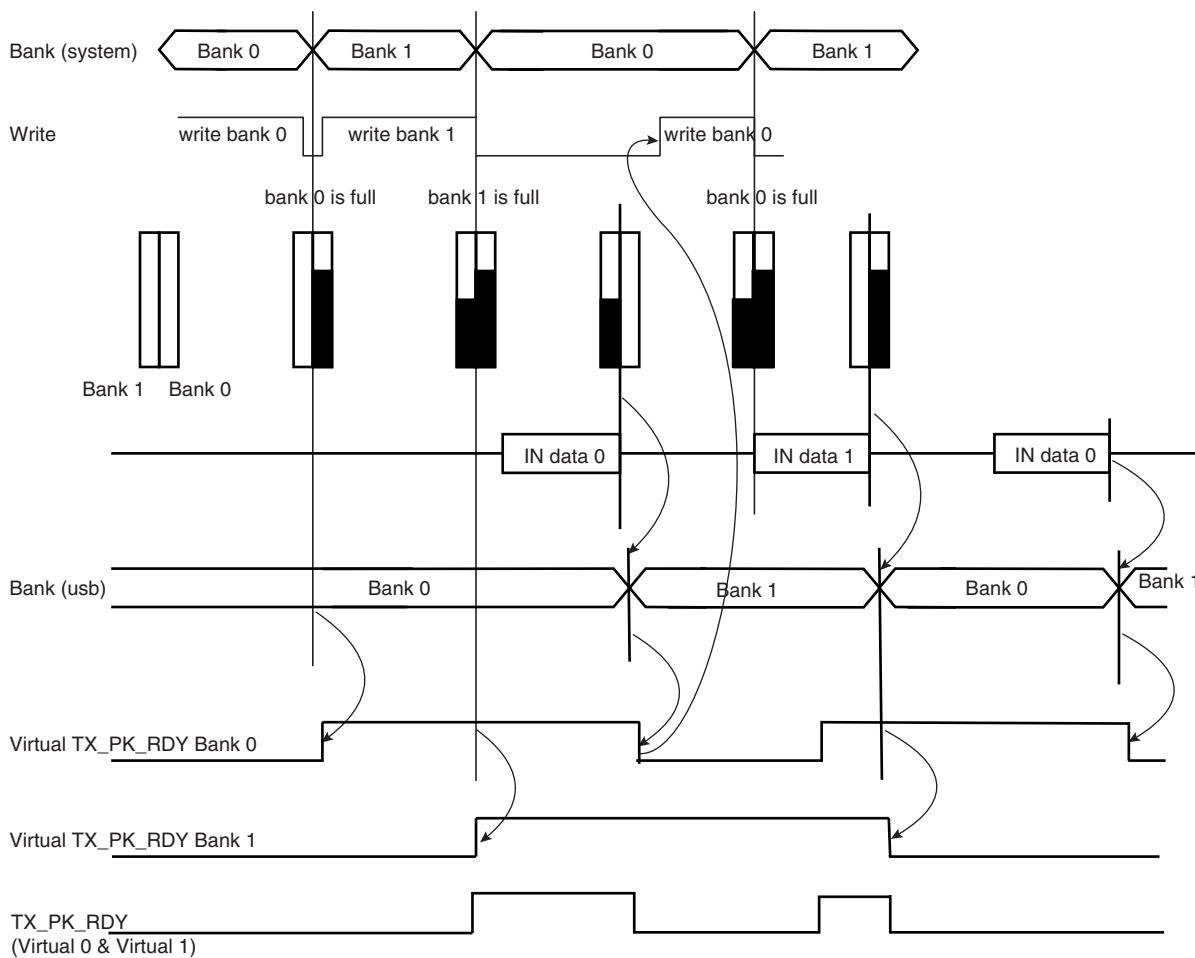 Bank (system)
Bank 0
Bank 1
Bank 0
Bank 1
Write
write bank 0
write bank 1
write bank 0
bank 0 is full
bank 1 is full
bank 0 is full
Bank 1
Bank 0
IN data 0
IN data 1
IN data 0
Bank (usb)
Bank 0
Bank 1
Bank 0
Bank 1
Virtual TX_PK_RDY Bank 0
Virtual TX_PK_RDY Bank 1
TX_PK_RDY
(Virtual 0 & Virtual 1)